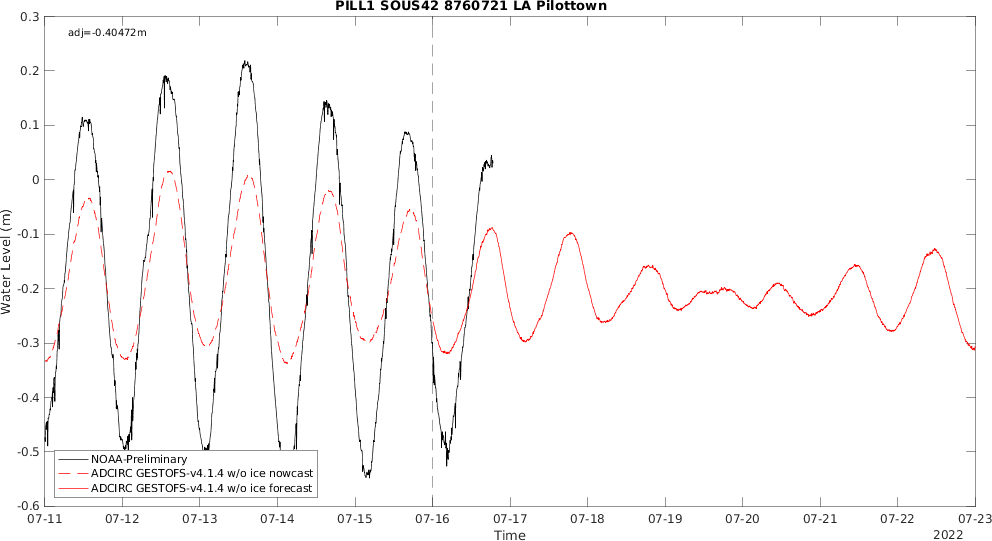 PILL1 SOUS42 8760721 LA Pilottown
adj=-0.40472m
0.3
0.2
0.1
0
-0.1
-0.2
-0.3
-0.4
-0.5
-0.6
Water Level (m)
NOAA-Preliminary
ADCIRC GESTOFS-v4.1.4 w/o ice nowcast
ADCIRC GESTOFS-v4.1.4 w/o ice forecast
07-11 07-12 07-13 07-14 07-15 07-16 07-17 07-18 07-19 07-20 07-21 07-22 07-23
Time
2022